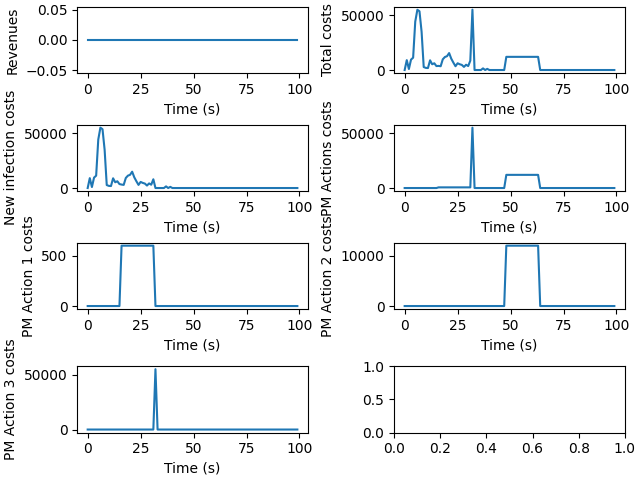 Revenues
0.05
0.00
−0.05
0 25 50 75 100
Time (s)
Total costs
50000
0
0 25 50 75 100
Time (s)
New infection costs
50000
0
0 25 50 75 100
Time (s)
PM Actions costs
50000
0
0 25 50 75 100
Time (s)
PM Action 1 costs
500
0
0 25 50 75 100
Time (s)
PM Action 2 costs
10000
0
0 25 50 75 100
Time (s)
PM Action 3 costs
50000
0
0 25 50 75 100
Time (s)
1.0
0.5
0.0
0.0 0.2 0.4 0.6 0.8 1.0